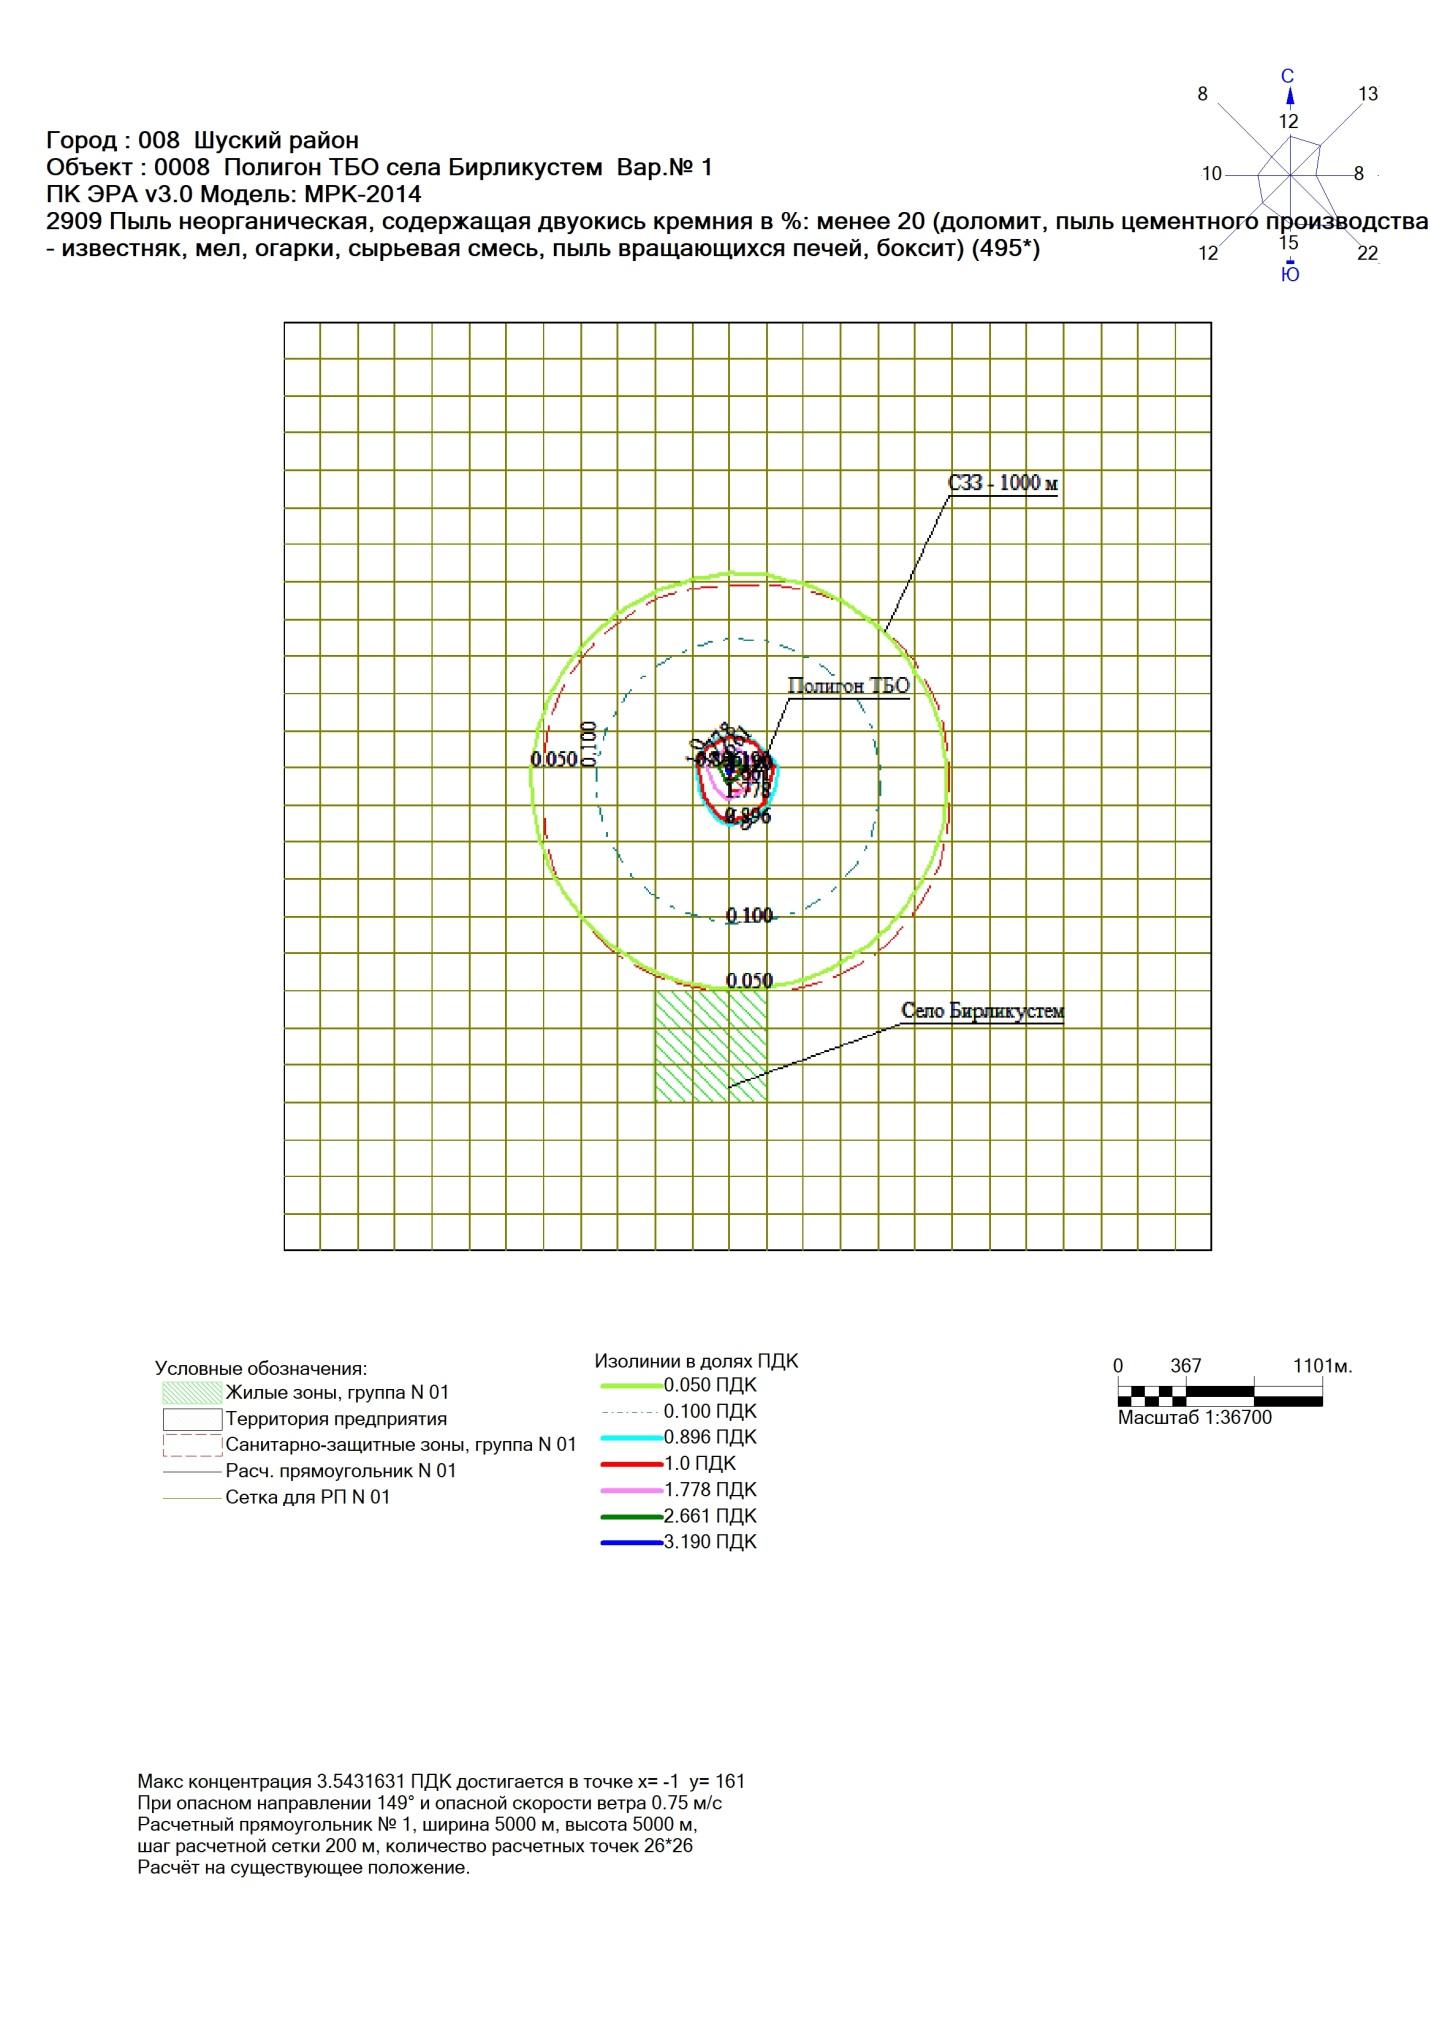 С
8
13
12
Город : 008  Шуский район
Объект : 0008  Полигон ТБО села Бирликустем  Вар.№ 1
10
8
ПК ЭРА v3.0 Модель: МРК-2014
2909 Пыль неорганическая, содержащая двуокись кремния в %: менее 20 (доломит, пыль цементного производства
- известняк, мел, огарки, сырьевая смесь, пыль вращающихся печей, боксит) (495*)
12
15
22
Ю
СЗЗ - 1000 м
Полигон ТБО
0.100
0.050
1.778
0.896
0.100
0.050
Село Бирликустем
Условные обозначения:
Жилые зоны, группа N 01
Территория предприятия
Санитарно-защитные зоны, группа N 01
Расч. прямоугольник N 01
Сетка для РП N 01
Изолинии в долях ПДК
0.050 ПДК
0.100 ПДК
0.896 ПДК
1.0 ПДК
1.778 ПДК
2.661 ПДК
3.190 ПДК
0 367 1101м.
Масштаб 1:36700
Макс концентрация 3.5431631 ПДК достигается в точке x= -1  y= 161
При опасном направлении 149° и опасной скорости ветра 0.75 м/с
Расчетный прямоугольник № 1, ширина 5000 м, высота 5000 м,
шаг расчетной сетки 200 м, количество расчетных точек 26*26
Расчёт на существующее положение.